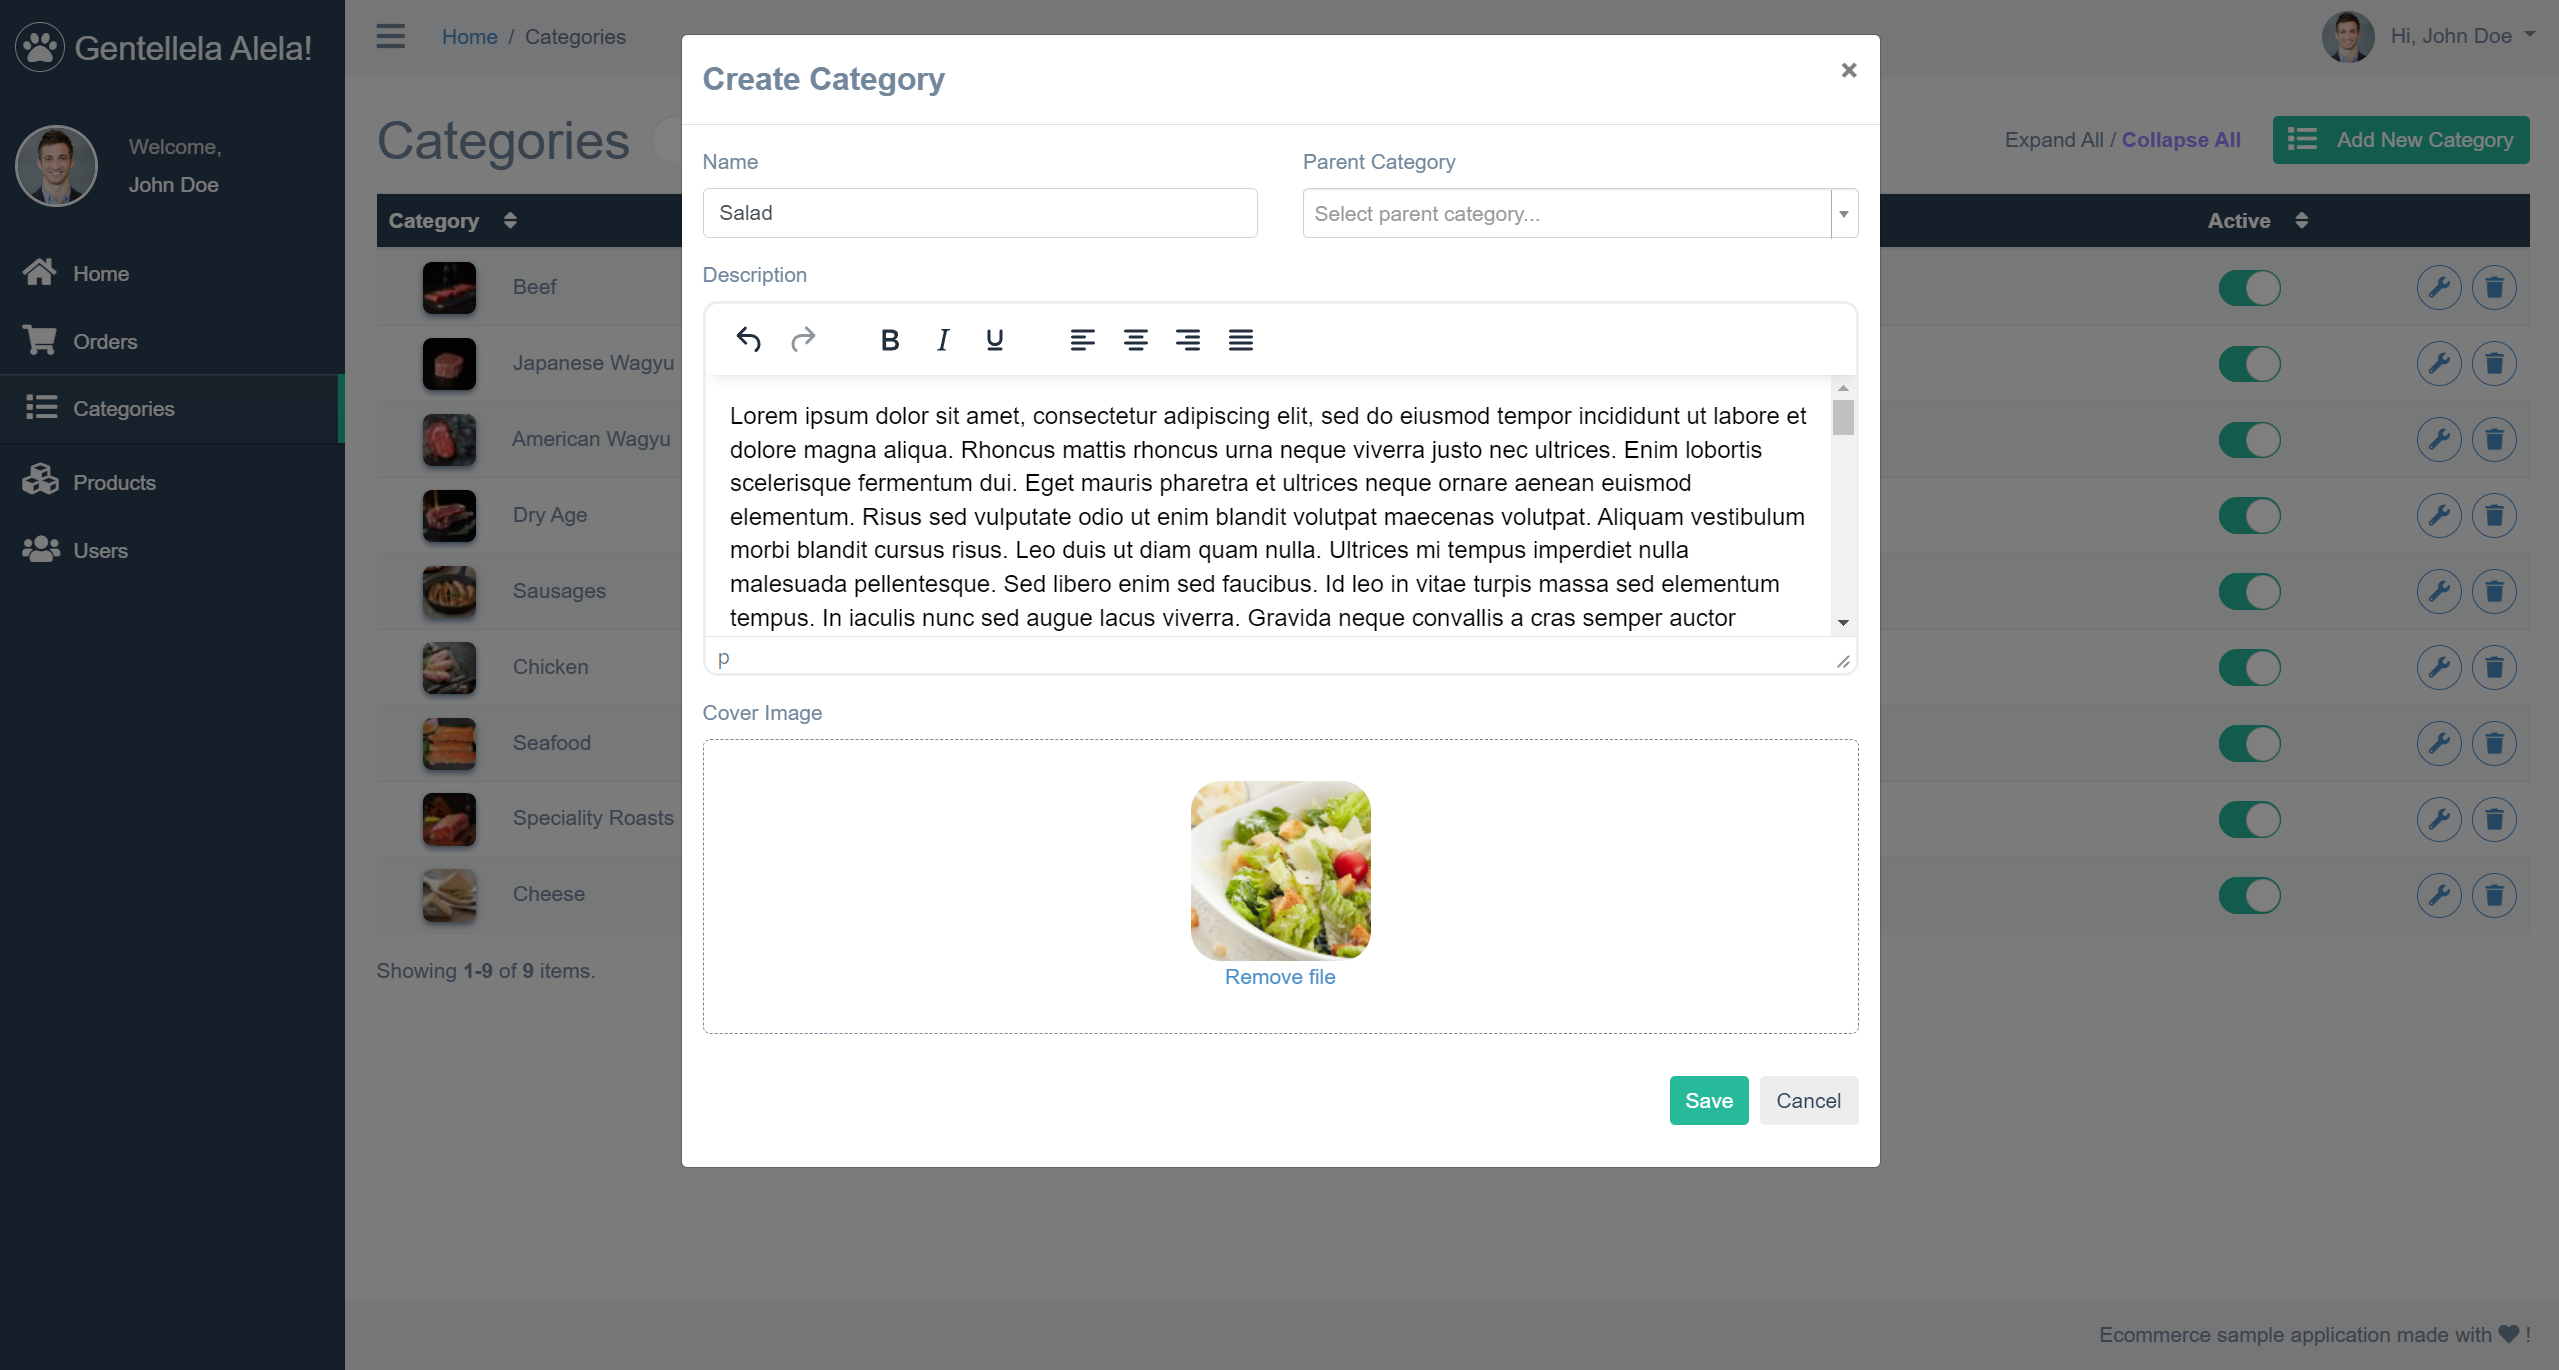 Gentellela Alela!
Welcome,
John Doe
Home
Orders
Categories
Products
Users
Home / Categories
Hi, John Doe
Categories
Expand All / Collapse All
Add New Category
Category
Active
Beef
Japanese Wagyu
American Wagyu
Dry Age
Sausages
Chicken
Seafood
Speciality Roasts
Cheese
Showing 1-9 of 9 items.
Create Category
×
Name
Salad
Parent Category
Select parent category...
Description
B I U
Lorem ipsum dolor sit amet, consectetur adipiscing elit, sed do eiusmod tempor incididunt ut labore et
dolore magna aliqua. Rhoncus mattis rhoncus urna neque viverra justo nec ultrices. Enim lobortis
scelerisque fermentum dui. Eget mauris pharetra et ultrices neque ornare aenean euismod
elementum. Risus sed vulputate odio ut enim blandit volutpat maecenas volutpat. Aliquam vestibulum
morbi blandit cursus risus. Leo duis ut diam quam nulla. Ultrices mi tempus imperdiet nulla
malesuada pellentesque. Sed libero enim sed faucibus. Id leo in vitae turpis massa sed elementum
tempus. In iaculis nunc sed augue lacus viverra. Gravida neque convallis a cras semper auctor
p
Cover Image
Remove file
Save
Cancel
Ecommerce sample application made with ♥ !